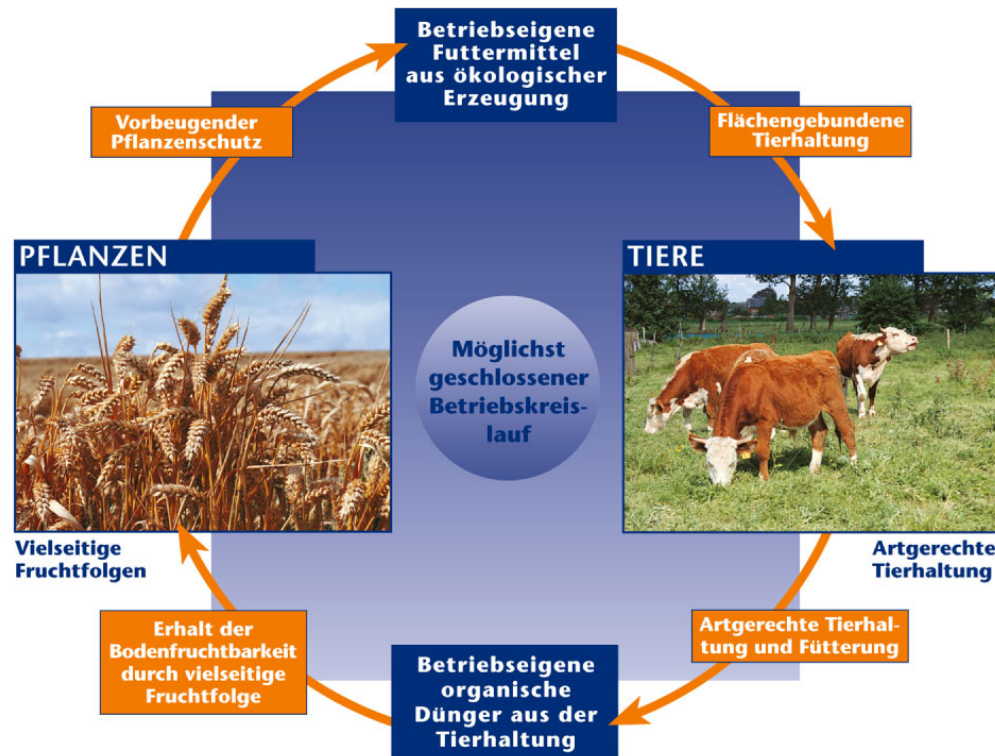 Betriebseigene
Futtermittel
aus ökologischer
Erzeugung
Vorbeugender
Pflanzenschutz
Flächengebundene
Tierhaltung
PFLANZEN
TIERE
Möglichst
geschlossener
Betriebskreis-
lauf
Vielseitige
Fruchtfolgen
Artgerechte
Tierhaltung
Erhalt der
Bodenfruchtbarkeit
durch vielseitige
Fruchtfolge
Artgerechte Tierhal-
tung und Fütterung
Betriebseigene
organische
Dünger aus der
Tierhaltung